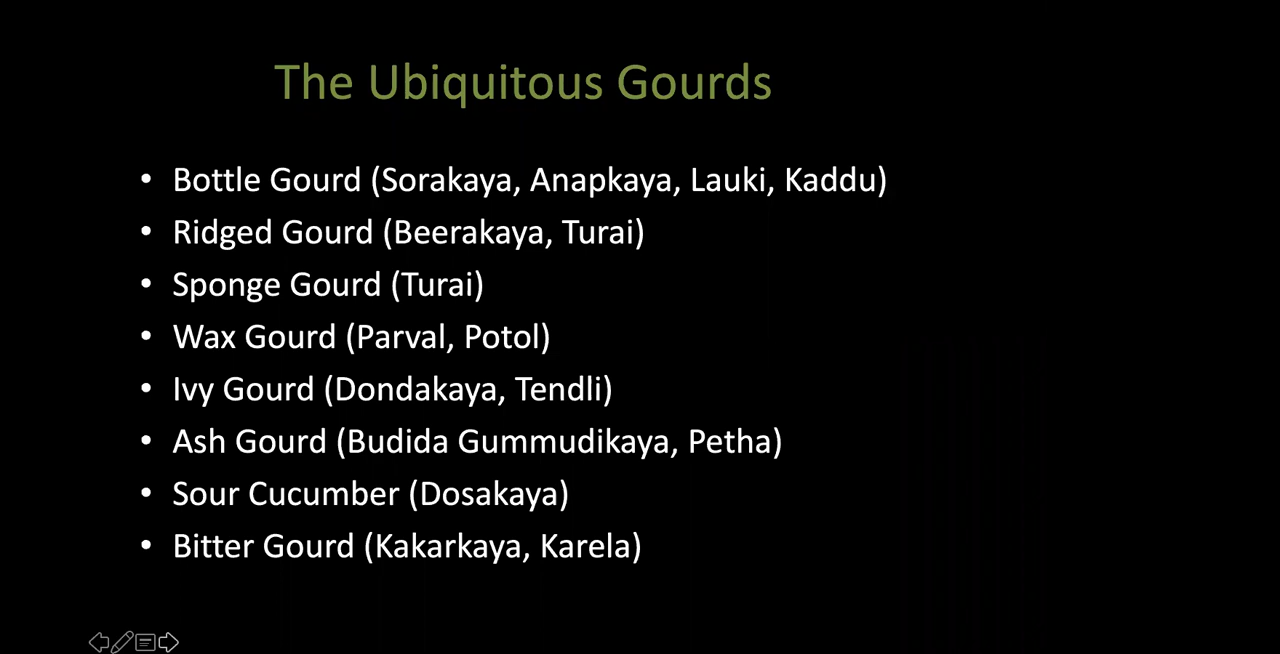 The Ubiquitous Gourds
• Bottle Gourd (Sorakaya, Anapkaya, Lauki, Kaddu)
• Ridged Gourd (Beerakaya, Turai)
• Sponge Gourd (Turai)
• Wax Gourd (Parval, Potol)
• Ivy Gourd (Dondakaya, Tendli)
• Ash Gourd (Budida Gummudikaya, Petha)
• Sour Cucumber (Dosakaya)
• Bitter Gourd (Kakarkaya, Karela)